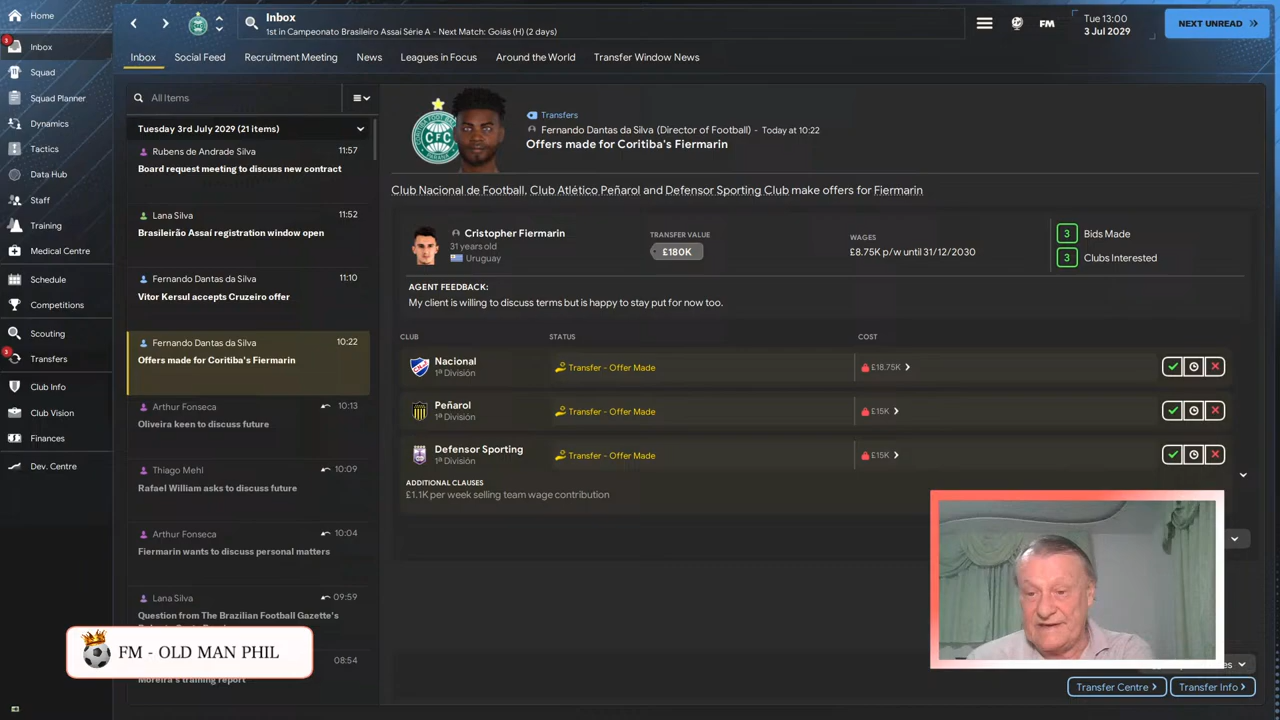 Home
Inbox
1st in Campeonato Brasileiro Assaí Série A - Next Match: Goiás (H) (2 days)
FM
Tue 13:00
3 Jul 2029
NEXT UNREAD
3
Inbox
Squad
Squad Planner
Dynamics
Tactics
Data Hub
Staff
Training
Medical Centre
Schedule
Competitions
Scouting
3
Transfers
Club Info
Club Vision
Finances
Dev. Centre
Inbox
Social Feed
Recruitment Meeting
News
Leagues in Focus
Around the World
Transfer Window News
All Items
Tuesday 3rd July 2029 (21 items)
Rubens de Andrade Silva 11:57
Board request meeting to discuss new contract
Lana Silva 11:52
Brasileirão Assaí registration window open
Fernando Dantas da Silva 11:10
Vitor Kersul accepts Cruzeiro offer
Fernando Dantas da Silva 10:22
Offers made for Coritiba's Fiermarin
Arthur Fonseca 10:13
Oliveira keen to discuss future
Thiago Mehl 10:09
Rafael William asks to discuss future
Arthur Fonseca 10:04
Fiermarin wants to discuss personal matters
Lana Silva 09:59
Question from The Brazilian Football Gazette's
08:54
Moreira's training report
CFC
Transfers
Fernando Dantas da Silva (Director of Football) - Today at 10:22
Offers made for Coritiba's Fiermarin
Club Nacional de Football, Club Atlético Peñarol and Defensor Sporting Club make offers for Fiermarin
Cristopher Fiermarin
31 years old
Uruguay
TRANSFER VALUE
£180K
WAGES
£8.75K p/w until 31/12/2030
3 Bids Made
3 Clubs Interested
AGENT FEEDBACK:
My client is willing to discuss terms but is happy to stay put for now too.
CLUB STATUS COST
Nacional
1ª División
Transfer - Offer Made
£18.75K
Peñarol
1ª División
Transfer - Offer Made
£15K
Defensor Sporting
1ª División
Transfer - Offer Made
£15K
ADDITIONAL CLAUSES
£1.1K per week selling team wage contribution
Transfer Centre
Transfer Info
FM - OLD MAN PHIL